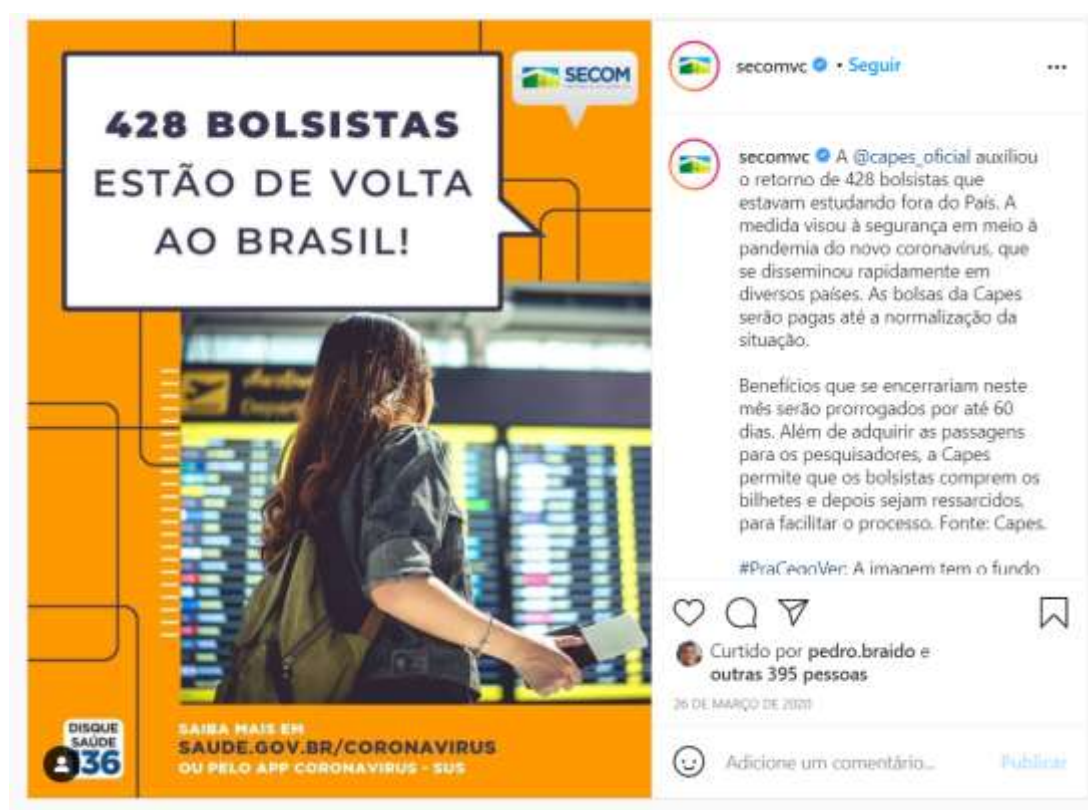 428 BOLSISTAS
ESTÃO DE VOLTA
AO BRASIL!
SECOM
DISQUE
SAÚDE
136
SAIBA MAIS EM
SAUDE.GOV.BR/CORONAVIRUS
OU PELO APP CORONAVIRUS - SUS
secomvc • Seguir
secomvc A @capes_oficial auxiliou
o retorno de 428 bolsistas que
estavam estudando fora do País. A
medida visou à segurança em meio à
pandemia do novo coronavírus, que
se disseminou rapidamente em
diversos países. As bolsas da Capes
serão pagas até a normalização da
situação.
Benefícios que se encerrariam neste
mês serão prorrogados por até 60
dias. Além de adquirir as passagens
para os pesquisadores, a Capes
permite que os bolsistas comprem os
bilhetes e depois sejam ressarcidos,
para facilitar o processo. Fonte: Capes.
#PraCegoVer: A imagem tem o fundo
Curtido por pedro.braido e
outras 395 pessoas
26 DE MARÇO DE 2020
Adicione um comentário... Publicar